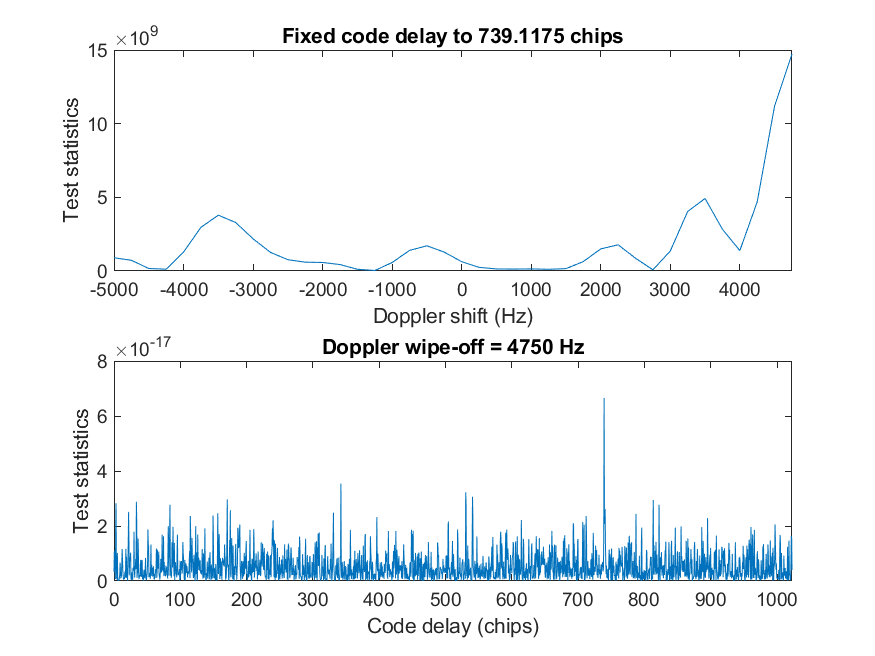 ×10^9
Fixed code delay to 739.1175 chips
15
10
5
0
Test statistics
-5000 -4000 -3000 -2000 -1000 0 1000 2000 3000 4000
Doppler shift (Hz)
×10^-17
Doppler wipe-off = 4750 Hz
8
6
4
2
0
Test statistics
0 100 200 300 400 500 600 700 800 900 1000
Code delay (chips)